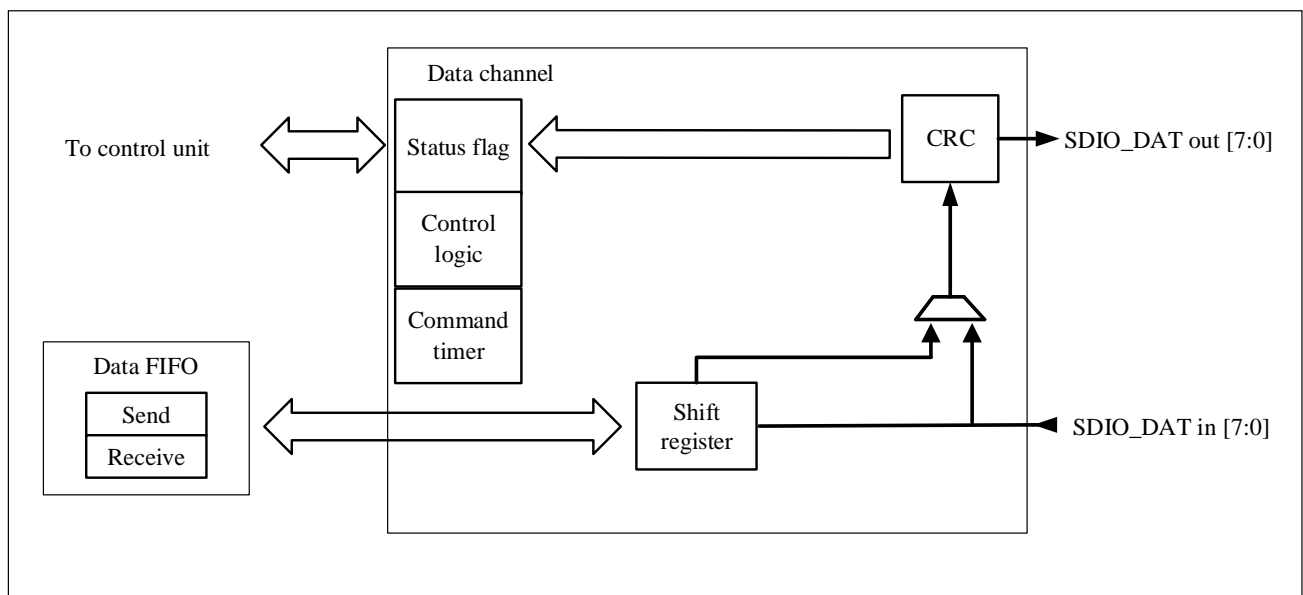 Data channel
To control unit
Status flag
CRC
SDIO_DAT out [7:0]
Control
logic
Command
timer
Data FIFO
Send
Receive
Shift
register
SDIO_DAT in [7:0]